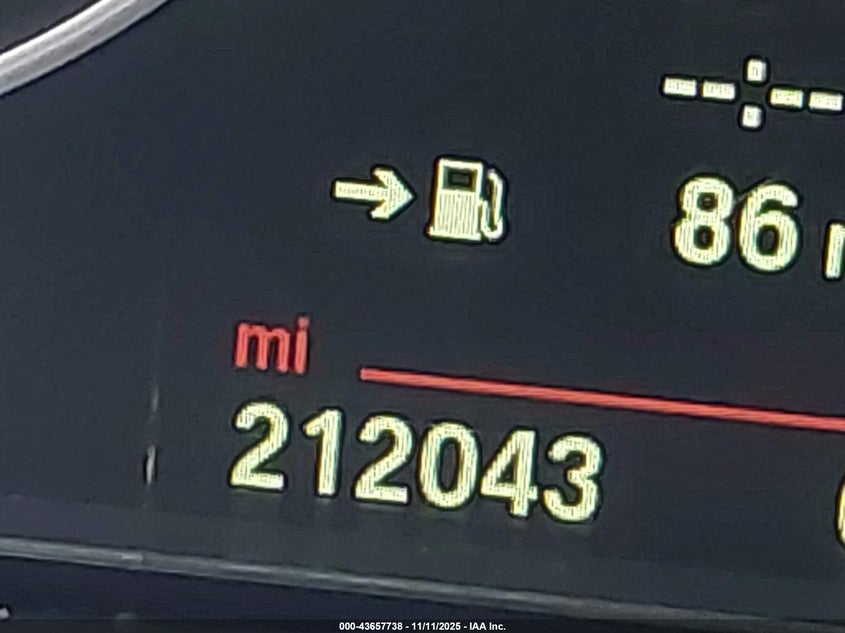 86
mi
212043
000-43657738 - 11/11/2025 - IAA Inc.